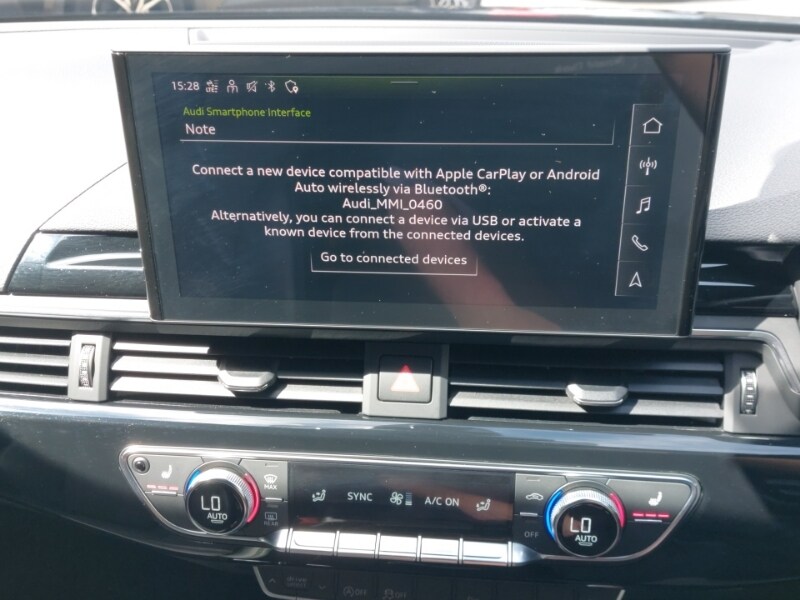 15:28
Audi Smartphone Interface
Note
Connect a new device compatible with Apple CarPlay or Android
Auto wirelessly via Bluetooth®:
Audi_MMI_0460
Alternatively, you can connect a device via USB or activate a
known device from the connected devices.
Go to connected devices
LO
AUTO
MAX
REAR
SYNC
A/C ON
OFF
LO
AUTO